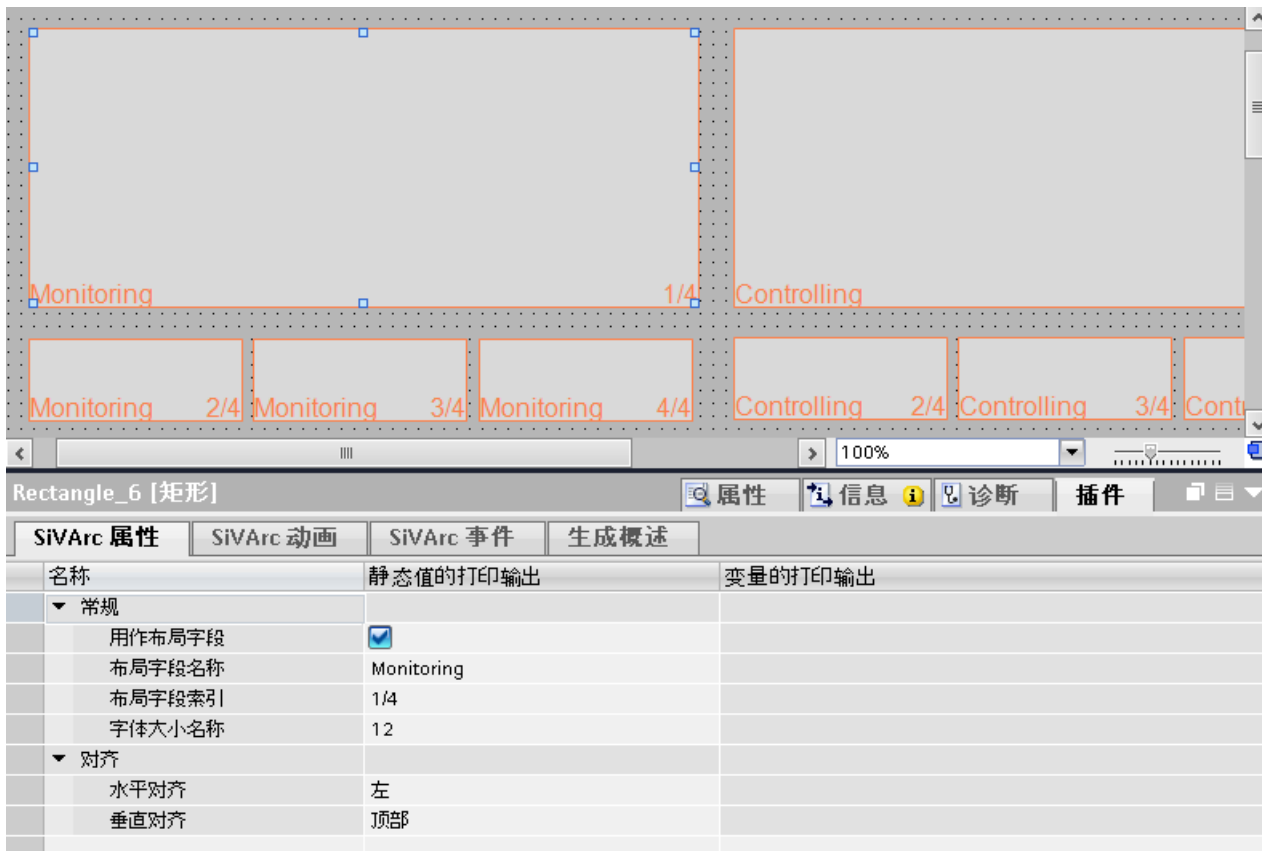 Monitoring 1/4 Controlling
Monitoring 2/4 Monitoring 3/4 Monitoring 4/4 Controlling 2/4 Controlling 3/4 Cont
100%
Rectangle_6 [矩形] 属性 信息 诊断 插件
SiVArc 属性 SiVArc 动画 SiVArc 事件 生成概述
名称 静态值的打印输出 变量的打印输出
常规
用作布局字段
布局字段名称 Monitoring
布局字段索引 1/4
字体大小名称 12
对齐
水平对齐 左
垂直对齐 顶部